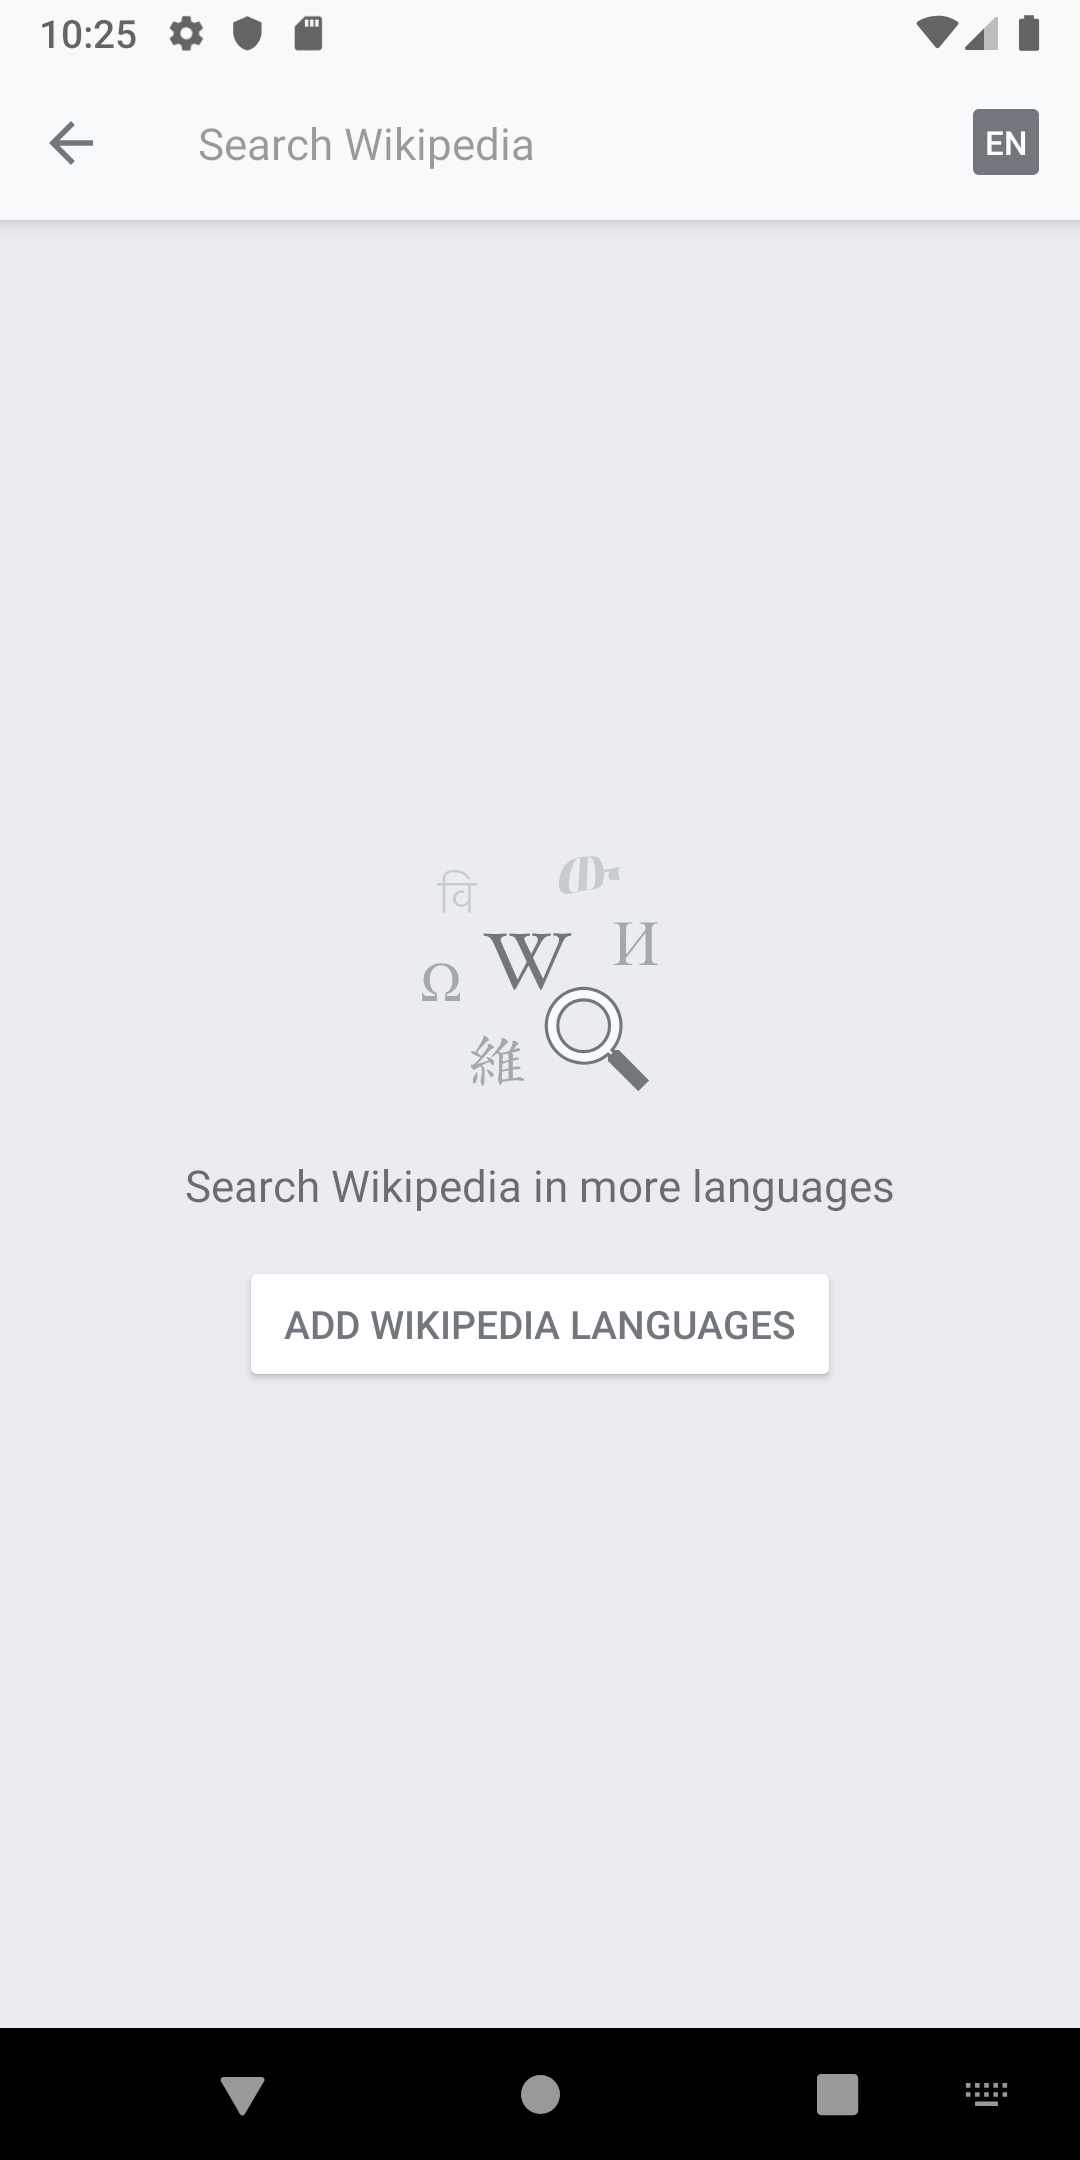 10:25
Search Wikipedia
EN
वि ው
Ω W И
維
Search Wikipedia in more languages
ADD WIKIPEDIA LANGUAGES